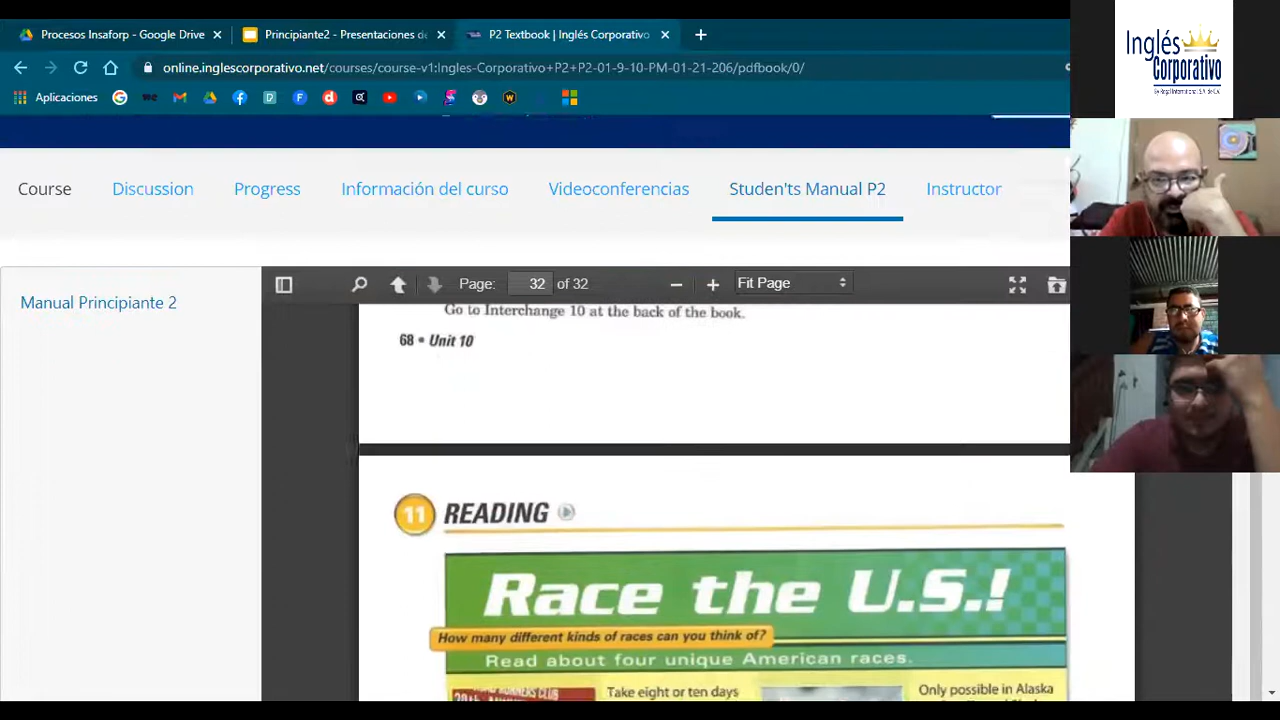 Procesos Insaforp - Google Drive
Principiante2 - Presentaciones de
P2 Textbook | Inglés Corporativo
online.inglescorporativo.net/courses/course-v1:Ingles-Corporativo+P2+P2-01-9-10-PM-01-21-206/pdfbook/0/
Aplicaciones
Inglés
Corporativo
By Regal International S.A. de C.V.
Course
Discussion
Progress
Información del curso
Videoconferencias
Studen'ts Manual P2
Instructor
Manual Principiante 2
Page: 32 of 32
Fit Page
Go to Interchange 10 at the back of the book.
68 • Unit 10
11 READING
Race the U.S.!
How many different kinds of races can you think of?
Read about four unique American races.
Take eight or ten days
Only possible in Alaska